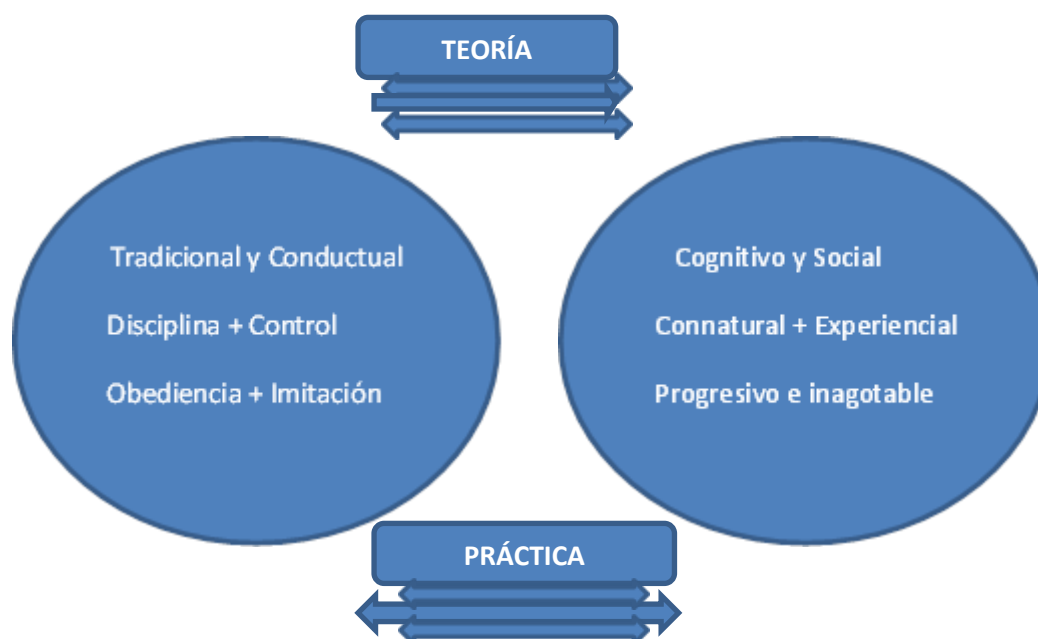 TEORÍA
Tradicional y Conductual
Disciplina + Control
Obediencia + Imitación
Cognitivo y Social
Connatural + Experiencial
Progresivo e inagotable
PRÁCTICA